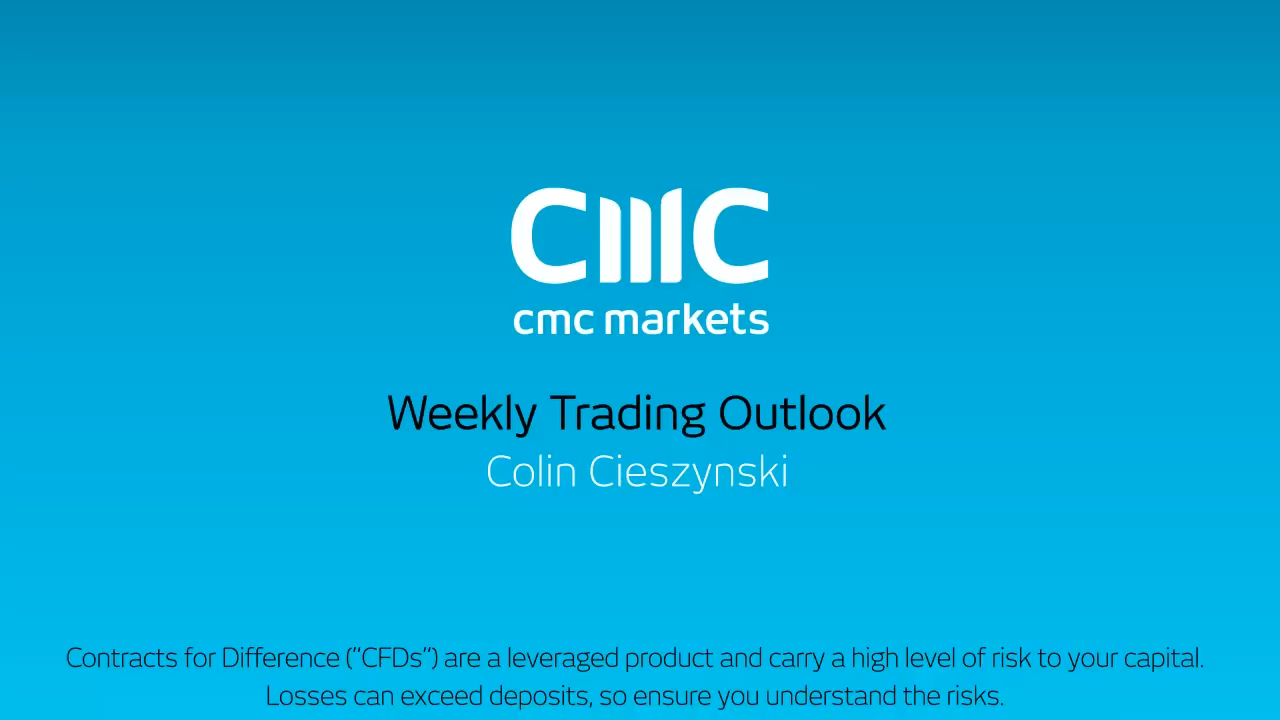 CMC
cmc markets
Weekly Trading Outlook
Colin Cieszynski
Contracts for Difference (“CFDs”) are a leveraged product and carry a high level of risk to your capital.
Losses can exceed deposits, so ensure you understand the risks.